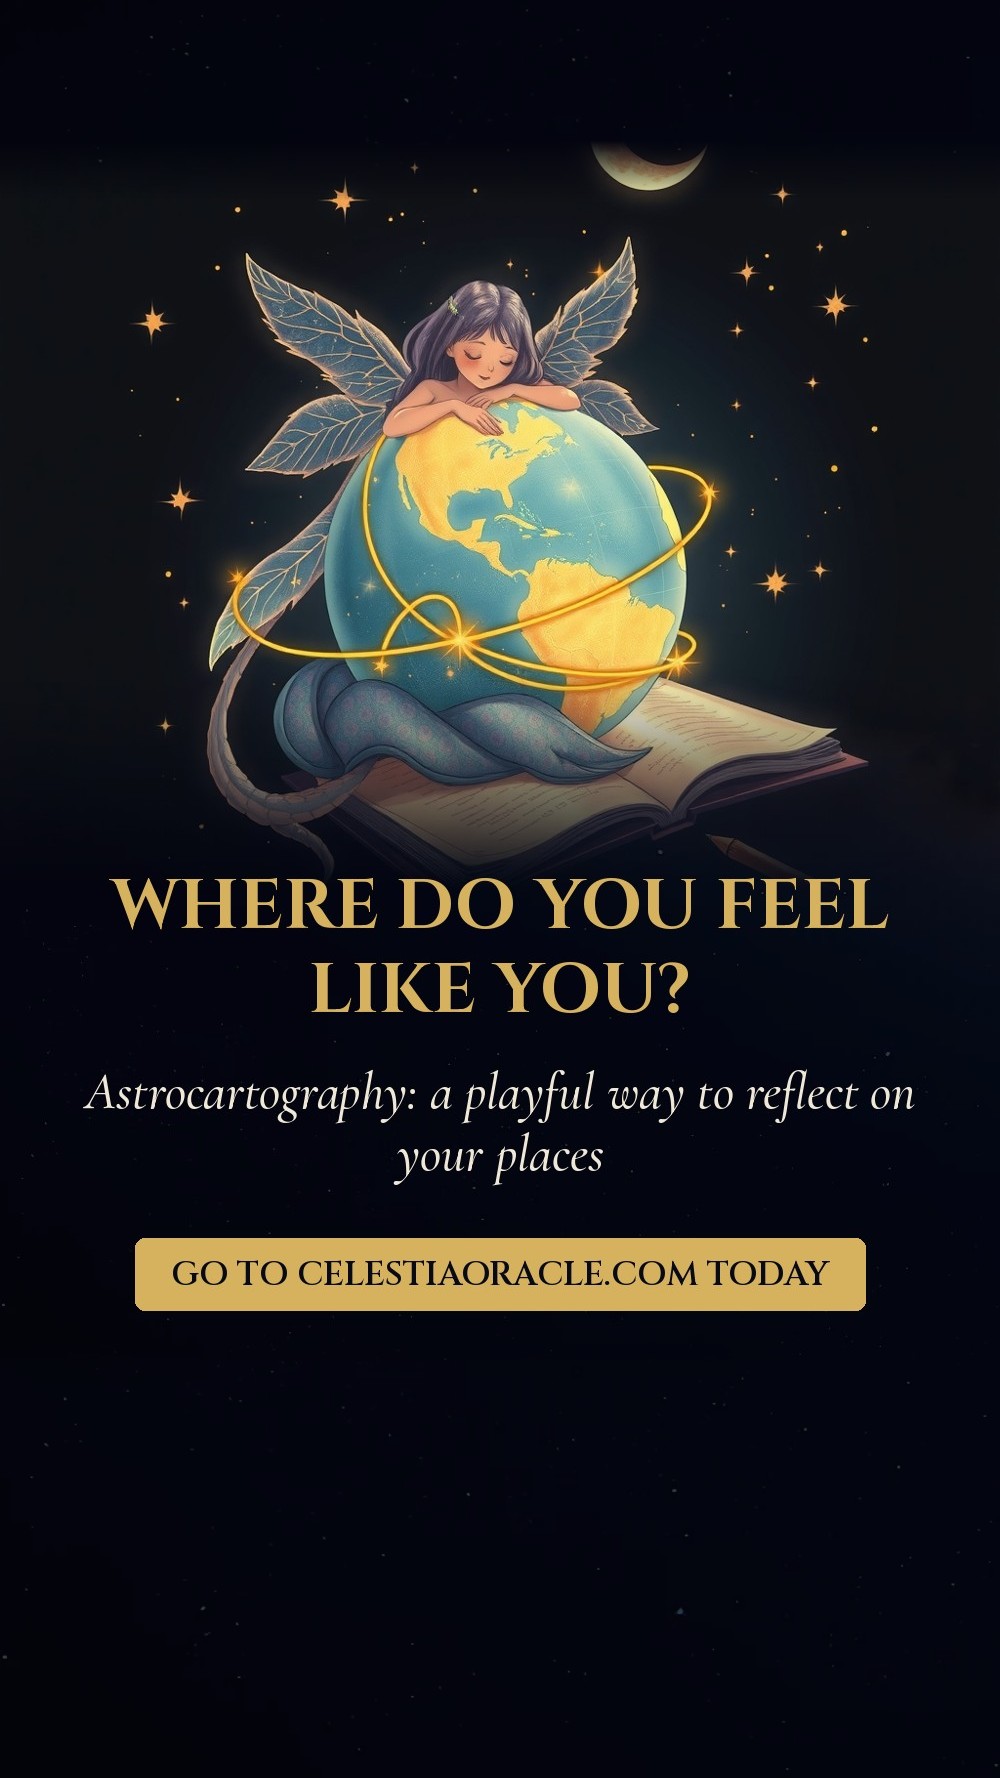 WHERE DO YOU FEEL
LIKE YOU?
Astrocartography: a playful way to reflect on
your places
GO TO CELESTIAORACLE.COM TODAY